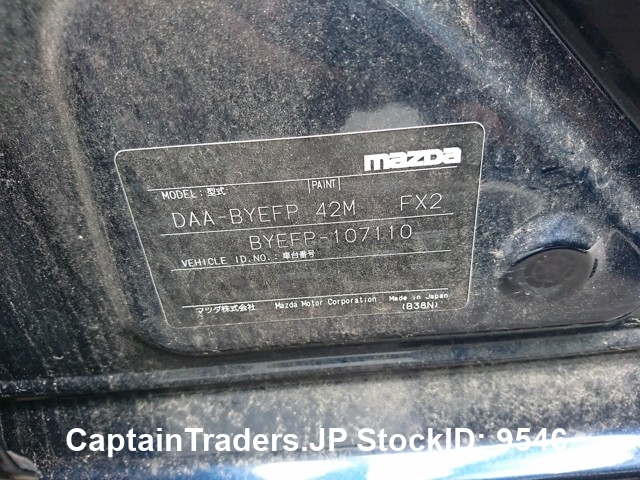 mazda
MODEL: 型式 PAINT
DAA-BYEFP 42M FX2
BYEFP-107110
VEHICLE ID.NO.: 車台番号
マツダ株式会社 Mazda Motor Corporation Made in Japan
(B38N)
CaptainTraders.JP StockID: 9546